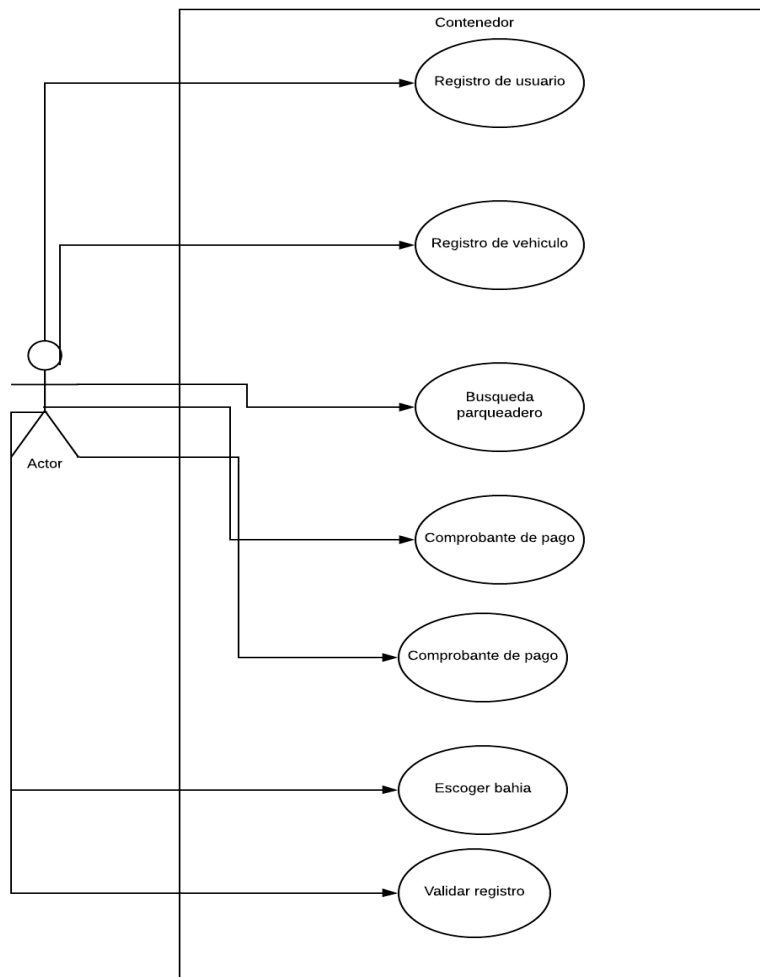 Contenedor
Registro de usuario
Registro de vehiculo
Busqueda
parqueadero
Actor
Comprobante de pago
Comprobante de pago
Escoger bahia
Validar registro